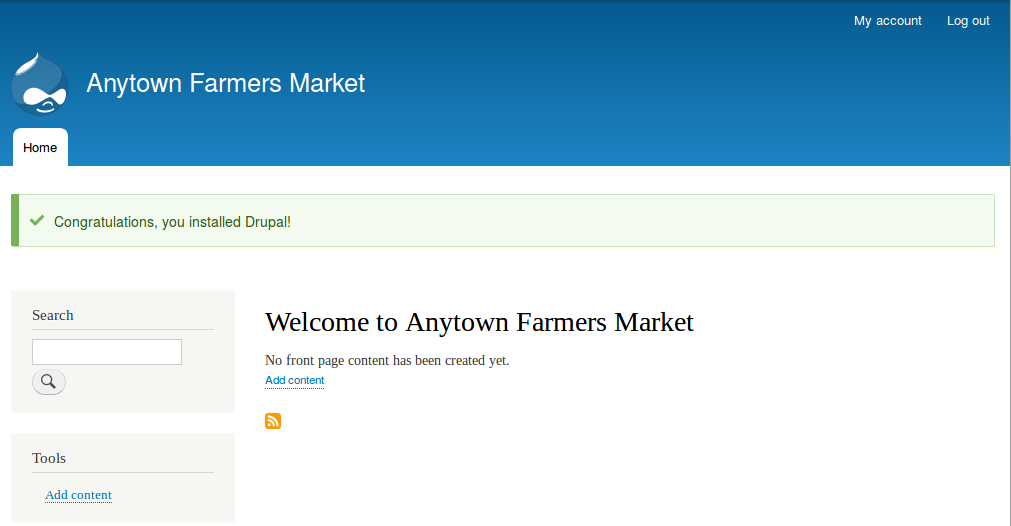 My account
Log out
Anytown Farmers Market
Home
Congratulations, you installed Drupal!
Search
Welcome to Anytown Farmers Market
No front page content has been created yet.
Add content
Tools
Add content